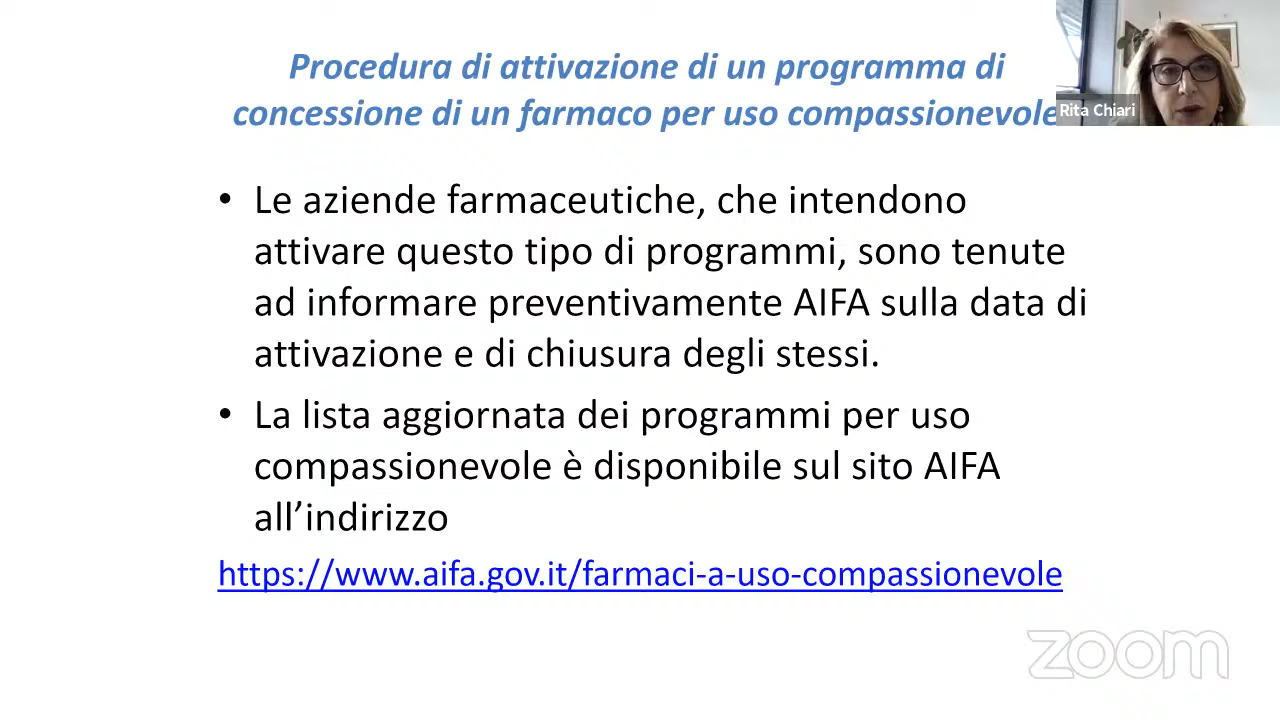 Procedura di attivazione di un programma di
concessione di un farmaco per uso compassionevole
Rita Chiari
• Le aziende farmaceutiche, che intendono
attivare questo tipo di programmi, sono tenute
ad informare preventivamente AIFA sulla data di
attivazione e di chiusura degli stessi.
• La lista aggiornata dei programmi per uso
compassionevole è disponibile sul sito AIFA
all’indirizzo
https://www.aifa.gov.it/farmaci-a-uso-compassionevole
zoom